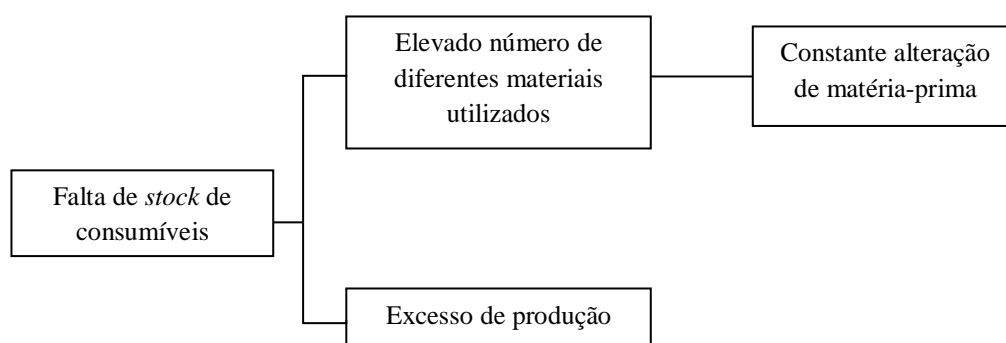 Elevado número de
diferentes materiais
utilizados
Constante alteração
de matéria-prima
Falta de stock de
consumíveis
Excesso de produção